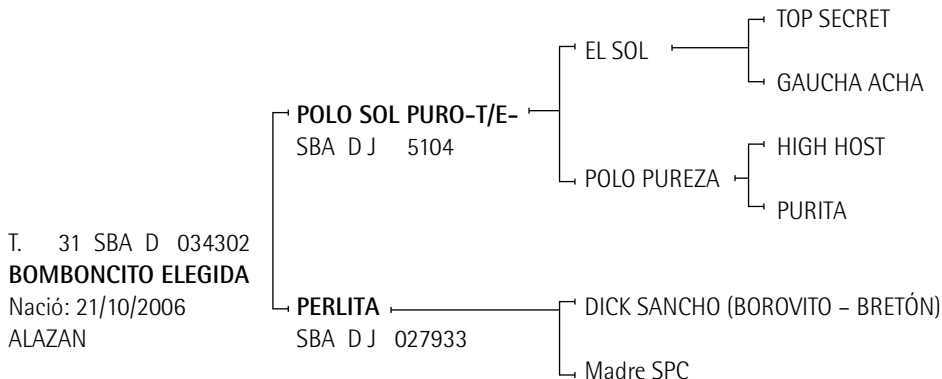 TOP SECRET
EL SOL
GAUCHA ACHA
POLO SOL PURO-T/E-
SBA D J 5104
HIGH HOST
POLO PUREZA
PURITA
T. 31 SBA D 034302
BOMBONCITO ELEGIDA
Nació: 21/10/2006
ALAZAN
PERLITA
SBA D J 027933
DICK SANCHO (BOROVITO – BRETÓN)
Madre SPC